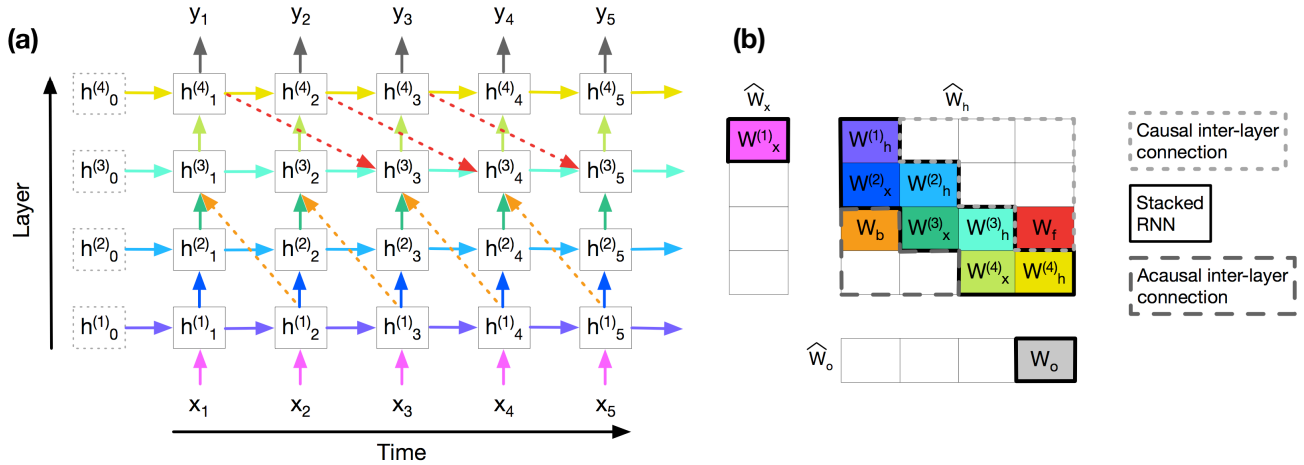 (a)
y₁ y₂ y₃ y₄ y₅
h⁽⁴⁾₀ h⁽⁴⁾₁ h⁽⁴⁾₂ h⁽⁴⁾₃ h⁽⁴⁾₄ h⁽⁴⁾₅
h⁽³⁾₀ h⁽³⁾₁ h⁽³⁾₂ h⁽³⁾₃ h⁽³⁾₄ h⁽³⁾₅
h⁽²⁾₀ h⁽²⁾₁ h⁽²⁾₂ h⁽²⁾₃ h⁽²⁾₄ h⁽²⁾₅
h⁽¹⁾₀ h⁽¹⁾₁ h⁽¹⁾₂ h⁽¹⁾₃ h⁽¹⁾₄ h⁽¹⁾₅
x₁ x₂ x₃ x₄ x₅
Layer
Time
(b)
Ŵₓ Ŵₕ
W⁽¹⁾ₓ W⁽¹⁾ₕ
W⁽²⁾ₓ W⁽²⁾ₕ
W_b W⁽³⁾ₓ W⁽³⁾ₕ W_f
W⁽⁴⁾ₓ W⁽⁴⁾ₕ
Ŵₒ Wₒ
Causal inter-layer
connection
Stacked
RNN
Acausal inter-layer
connection